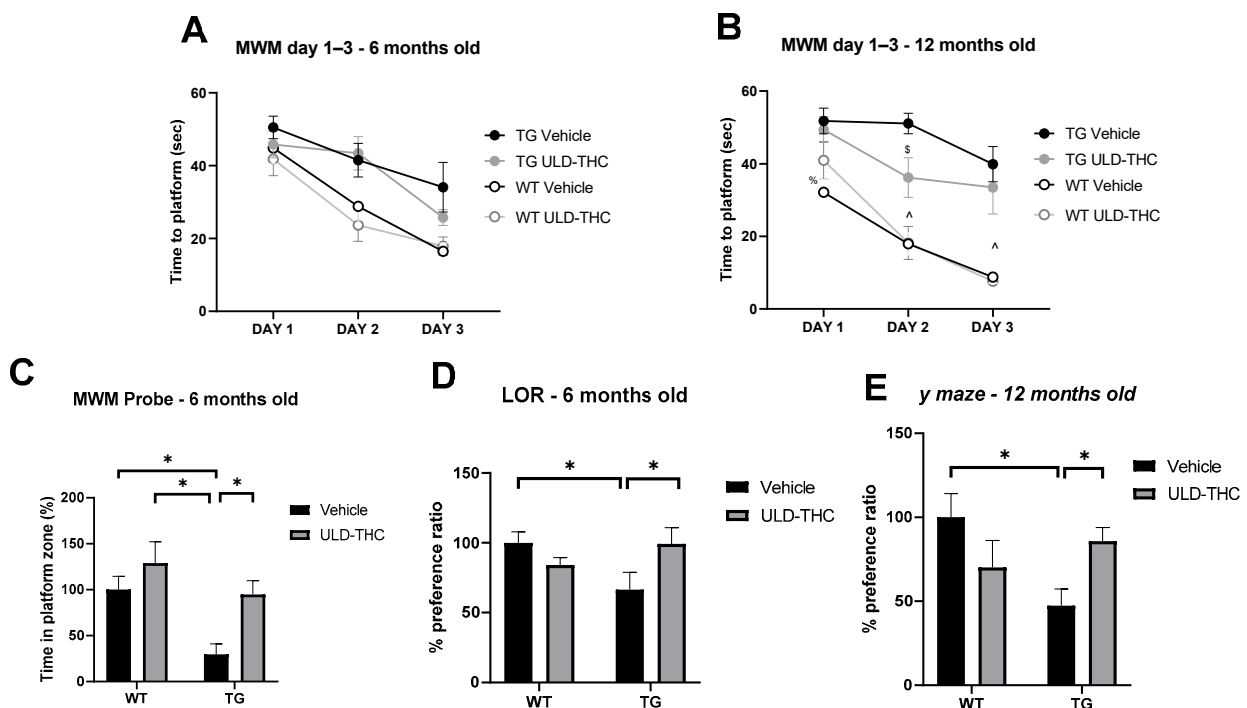 A
MWM day 1–3 - 6 months old
Time to platform (sec)
60
40
20
0
DAY 1 DAY 2 DAY 3
TG Vehicle
TG ULD-THC
WT Vehicle
WT ULD-THC
B
MWM day 1–3 - 12 months old
Time to platform (sec)
60
40
20
0
$
%
^
^
DAY 1 DAY 2 DAY 3
TG Vehicle
TG ULD-THC
WT Vehicle
WT ULD-THC
C
MWM Probe - 6 months old
Time in platform zone (%)
200
150
100
50
0
*
* *
WT TG
Vehicle
ULD-THC
D
LOR - 6 months old
% preference ratio
150
100
50
0
* *
WT TG
Vehicle
ULD-THC
E
y maze - 12 months old
% preference ratio
150
100
50
0
* *
WT TG
Vehicle
ULD-THC